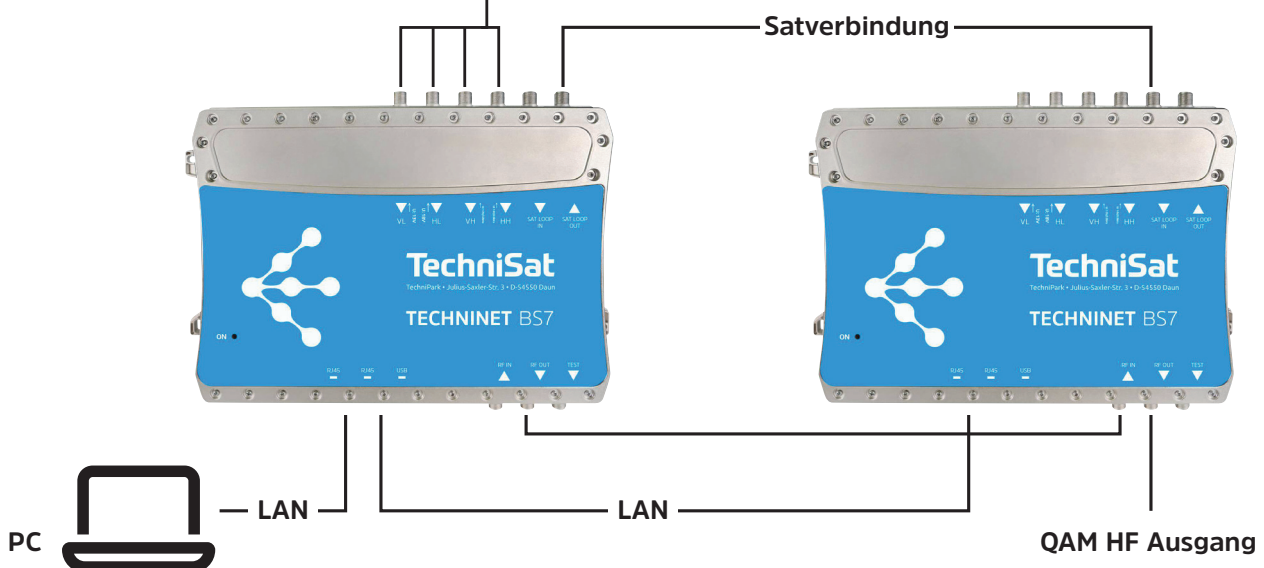 Satverbindung
VL HL VH HH SAT LOOP IN SAT LOOP OUT
TechniSat
TechniPark • Julius-Saxler-Str. 3 • D-54550 Daun
TECHNINET BS7
ON
RJ45 RJ45 USB RF IN RF OUT TEST
VL HL VH HH SAT LOOP IN SAT LOOP OUT
TechniSat
TechniPark • Julius-Saxler-Str. 3 • D-54550 Daun
TECHNINET BS7
ON
RJ45 RJ45 USB RF IN RF OUT TEST
PC
LAN
LAN
QAM HF Ausgang